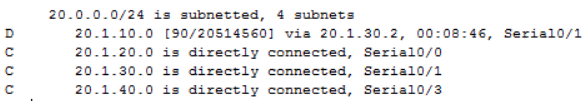 20.0.0.0/24 is subnetted, 4 subnets
D 20.1.10.0 [90/20514560] via 20.1.30.2, 00:08:46, Serial0/1
C 20.1.20.0 is directly connected, Serial0/0
C 20.1.30.0 is directly connected, Serial0/1
C 20.1.40.0 is directly connected, Serial0/3